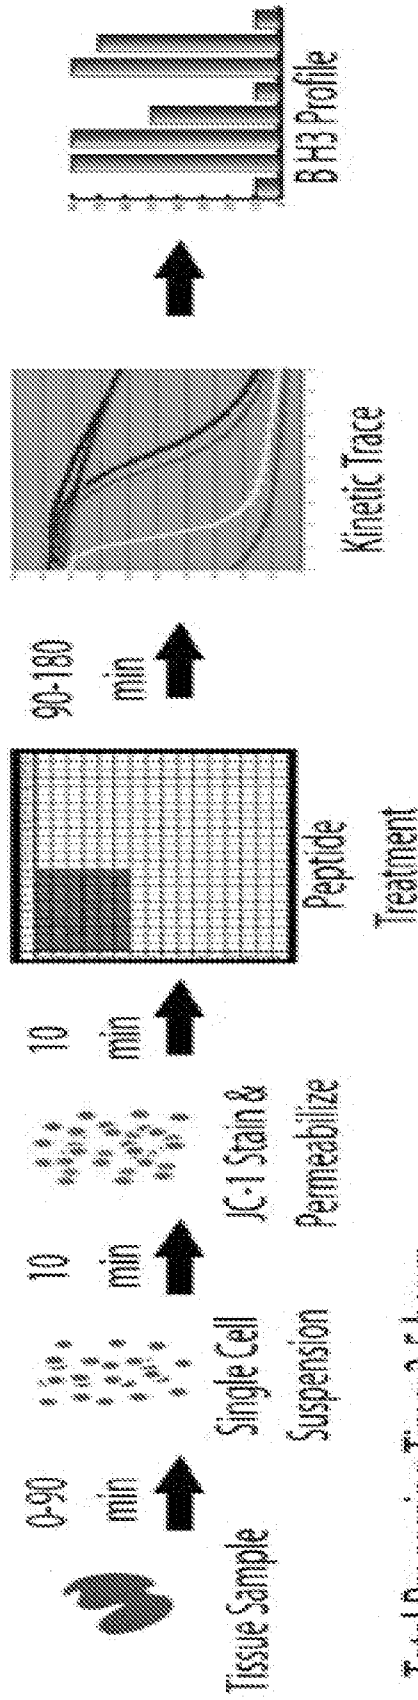 Tissue Sample
0-90
min
Single Cell
Suspension
10
min
JC-1 Stain &
Permeabilize
10
min
Peptide
Treatment
90-180
min
Kinetic Trace
BH3 Profile